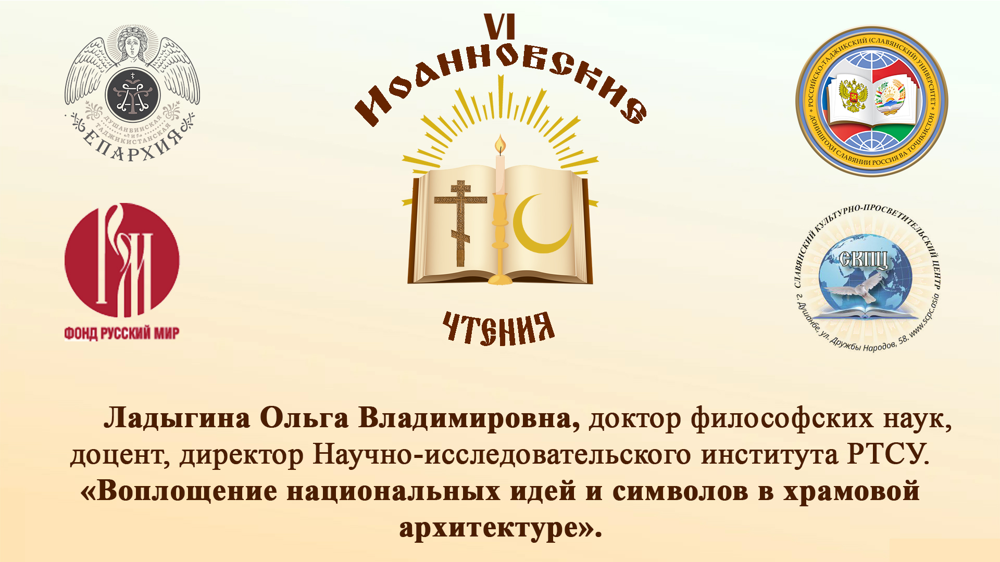 VI
Иоанновские
чтения
ДУШАНБИНСКАЯ
И
ТАДЖИКИСТАНСКАЯ
ЕПАРХИЯ
* РОССИЙСКО-ТАДЖИКСКИЙ (СЛАВЯНСКИЙ) УНИВЕРСИТЕТ *
ДОНИШГОҲИ СЛАВЯНИИ РОССИЯ ВА ТОҶИКИСТОН
РМ
ФОНД РУССКИЙ МИР
СЛАВЯНСКИЙ КУЛЬТУРНО-ПРОСВЕТИТЕЛЬСКИЙ ЦЕНТР
СКПЦ
г. Душанбе, ул. Дружбы Народов, 58. www.scpc.asia
Ладыгина Ольга Владимировна, доктор философских наук,
доцент, директор Научно-исследовательского института РТСУ.
«Воплощение национальных идей и символов в храмовой
архитектуре».